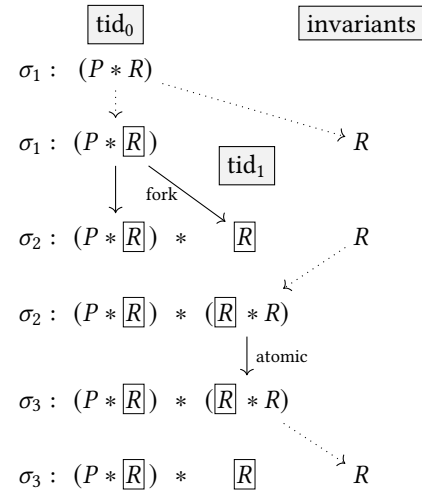 tid₀ invariants
σ₁ : (P ∗ R)
σ₁ : (P ∗ R) R
tid₁
fork
σ₂ : (P ∗ R) ∗ R R
σ₂ : (P ∗ R) ∗ (R ∗ R)
atomic
σ₃ : (P ∗ R) ∗ (R ∗ R)
σ₃ : (P ∗ R) ∗ R R